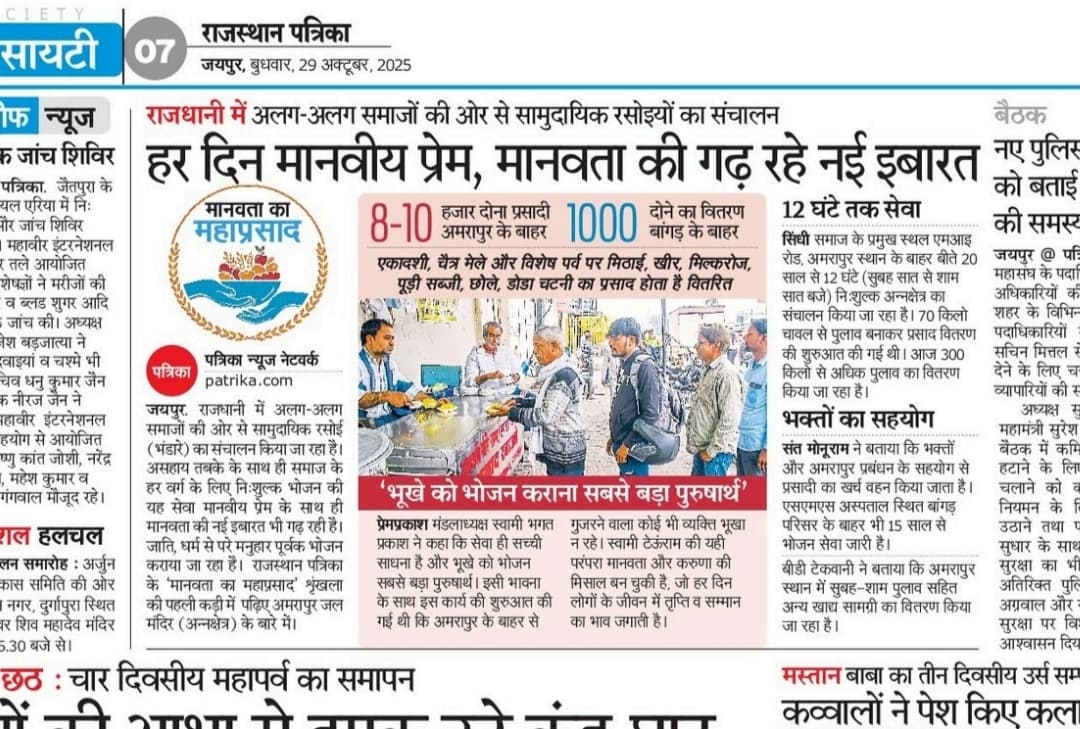 CIETY
सायटी
07
राजस्थान पत्रिका
जयपुर, बुधवार, 29 अक्टूबर, 2025
न्यूज
जांच शिविर
पत्रिका. जैतपुरा के
एरिया में
जांच शिविर
महावीर इंटरनेशनल
तले आयोजित
ने मरीजों की
व ब्लड शुगर आदि
जांच की। अध्यक्ष
बड़जात्या ने
व चश्मे भी
धनु कुमार जैन
नीरज जैन ने
महावीर इंटरनेशनल
से आयोजित
कांत जोशी, नरेंद्र
महेश कुमार व
गंगवाल मौजूद रहे।
हलचल
समारोह : अर्जुन
समिति की ओर
नगर, दुर्गापुरा स्थित
शिव महादेव मंदिर
5.30 बजे से।
राजधानी में अलग-अलग समाजों की ओर से सामुदायिक रसोइयों का संचालन
हर दिन मानवीय प्रेम, मानवता की गढ़ रहे नई इबारत
मानवता का
महाप्रसाद
पत्रिका
पत्रिका न्यूज नेटवर्क
patrika.com
जयपुर. राजधानी में अलग-अलग
समाजों की ओर से सामुदायिक रसोई
(भंडारे) का संचालन किया जा रहा है।
असहाय तबके के साथ ही समाज के
हर वर्ग के लिए निःशुल्क भोजन की
यह सेवा मानवीय प्रेम के साथ ही
मानवता की नई इबारत भी गढ़ रही है।
जाति, धर्म से परे मनुहार पूर्वक भोजन
कराया जा रहा है। राजस्थान पत्रिका
के 'मानवता का महाप्रसाद' श्रृंखला
की पहली कड़ी में पढ़िए अमरापुर जल
मंदिर (अन्नक्षेत्र) के बारे में।
8-10 हजार दोना प्रसादी
अमरापुर के बाहर
1000 दोने का वितरण
बांगड़ के बाहर
एकादशी, चैत्र मेले और विशेष पर्व पर मिठाई, खीर, मिल्करोज,
पूड़ी सब्जी, छोले, डोडा चटनी का प्रसाद होता है वितरित
'भूखे को भोजन कराना सबसे बड़ा पुरुषार्थ'
प्रेमप्रकाश मंडलाध्यक्ष स्वामी भगत
प्रकाश ने कहा कि सेवा ही सच्ची
साधना है और भूखे को भोजन
सबसे बड़ा पुरुषार्थ। इसी भावना
के साथ इस कार्य की शुरुआत की
गई थी कि अमरापुर के बाहर से
गुजरने वाला कोई भी व्यक्ति भूखा
न रहे। स्वामी टेऊंराम की यही
परंपरा मानवता और करुणा की
मिसाल बन चुकी है, जो हर दिन
लोगों के जीवन में तृप्ति व सम्मान
का भाव जगाती है।
12 घंटे तक सेवा
सिंधी समाज के प्रमुख स्थल एमआइ
रोड, अमरापुर स्थान के बाहर बीते 20
साल से 12 घंटे (सुबह सात से शाम
सात बजे) निःशुल्क अन्नक्षेत्र का
संचालन किया जा रहा है। 70 किलो
चावल से पुलाव बनाकर प्रसाद वितरण
की शुरुआत की गई थी। आज 300
किलो से अधिक पुलाव का वितरण
किया जा रहा है।
भक्तों का सहयोग
संत मोनूराम ने बताया कि भक्तों
और अमरापुर प्रबंधन के सहयोग से
प्रसादी का खर्च वहन किया जाता है।
एसएमएस अस्पताल स्थित बांगड़
परिसर के बाहर भी 15 साल से
भोजन सेवा जारी है।
बीडी टेकवानी ने बताया कि अमरापुर
स्थान में सुबह-शाम पुलाव सहित
अन्य खाद्य सामग्री का वितरण किया
जा रहा है।
बैठक
नए पुलिस
को बताई
की
जयपुर @
महासंघ के
अधिकारियों की
शहर के
पदाधिकारियों
सचिन मित्तल
देने के लिए
व्यापारियों की
अध्यक्ष
महामंत्री सुरेश
बैठक में
हटाने के
चलाने को
नियमन के
उठाने तथा
सुधार के साथ
सुरक्षा का
अतिरिक्त
अग्रवाल और
सुरक्षा पर
आश्वासन
छठ : चार दिवसीय महापर्व का समापन
मस्तान बाबा का तीन दिवसीय उर्स
कव्वालों ने पेश किए